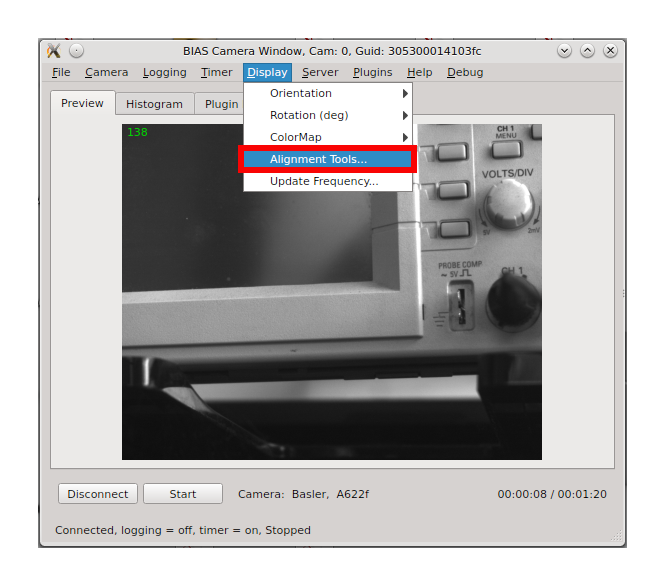 BIAS Camera Window, Cam: 0, Guid: 305300014103fc
File Camera Logging Timer Display Server Plugins Help Debug
Preview Histogram Plugin
Orientation
Rotation (deg)
ColorMap
Alignment Tools...
Update Frequency...
138
CH 1
MENU
VOLTS/DIV
5V 2mV
PROBE COMP
~ 5V
CH 1
Disconnect Start Camera: Basler, A622f 00:00:08 / 00:01:20
Connected, logging = off, timer = on, Stopped